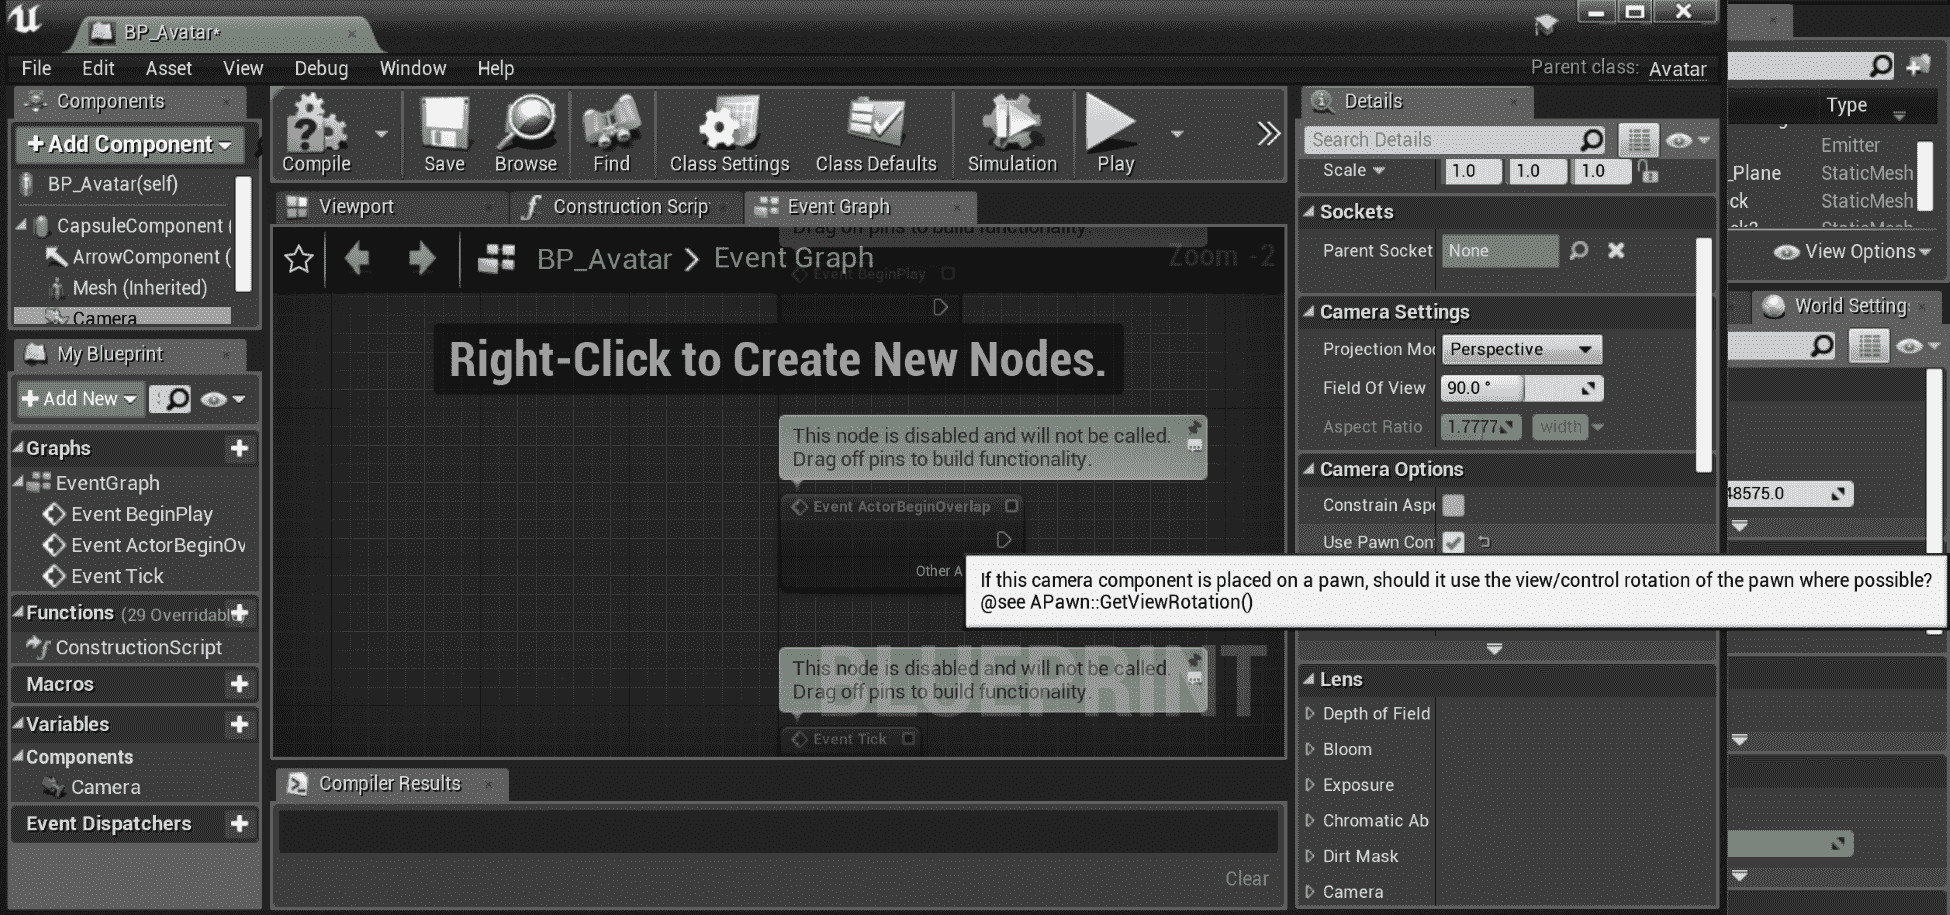 BP_Avatar*
File Edit Asset View Debug Window Help
Parent class: Avatar
Components
+Add Component
BP_Avatar(self)
CapsuleComponent (
ArrowComponent (
Mesh (Inherited)
Camera
My Blueprint
+Add New
Graphs
EventGraph
Event BeginPlay
Event ActorBeginOv
Event Tick
Functions (29 Overridabl
ConstructionScript
Macros
Variables
Components
Camera
Event Dispatchers
Compile
Save
Browse
Find
Class Settings
Class Defaults
Simulation
Play
Viewport
Construction Scrip
Event Graph
Drag off pins to build functionality.
BP_Avatar > Event Graph
Zoom -2
Event BeginPlay
Right-Click to Create New Nodes.
This node is disabled and will not be called.
Drag off pins to build functionality.
Event ActorBeginOverlap
Other A
This node is disabled and will not be called.
Drag off pins to build functionality.
BLUEPRINT
Event Tick
Compiler Results
Clear
Details
Search Details
Scale 1.0 1.0 1.0
Sockets
Parent Socket None
Camera Settings
Projection Mo Perspective
Field Of View 90.0 °
Aspect Ratio 1.7777 width
Camera Options
Constrain Aspe
Use Pawn Con
If this camera component is placed on a pawn, should it use the view/control rotation of the pawn where possible?
@see APawn::GetViewRotation()
Lens
Depth of Field
Bloom
Exposure
Chromatic Ab
Dirt Mask
Camera
Type
Emitter
_Plane StaticMesh
ck StaticMesh
View Options
World Setting
48575.0